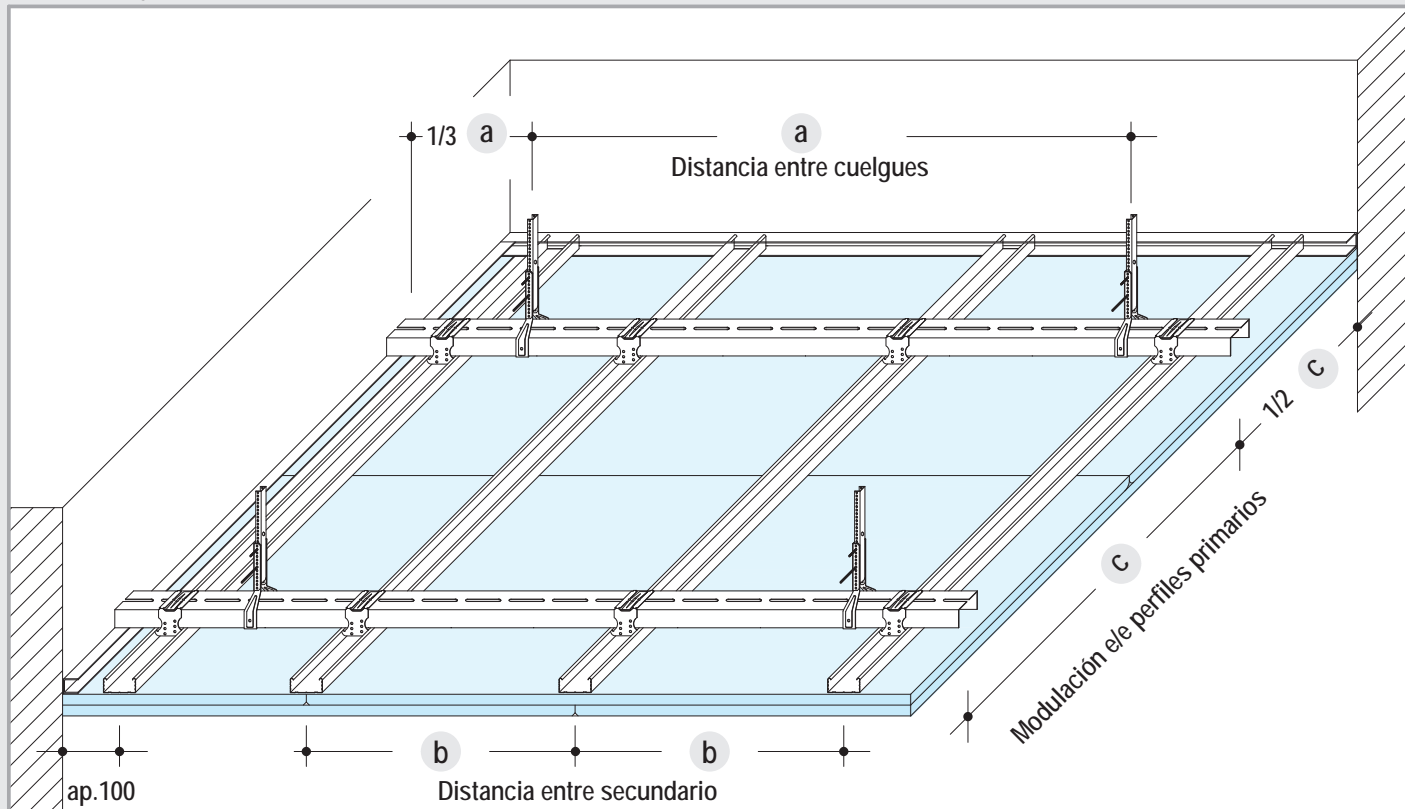 1/3 a
a
Distancia entre cuelgues
1/2 c
c
Modulación e/e perfiles primarios
b
b
ap.100
Distancia entre secundario